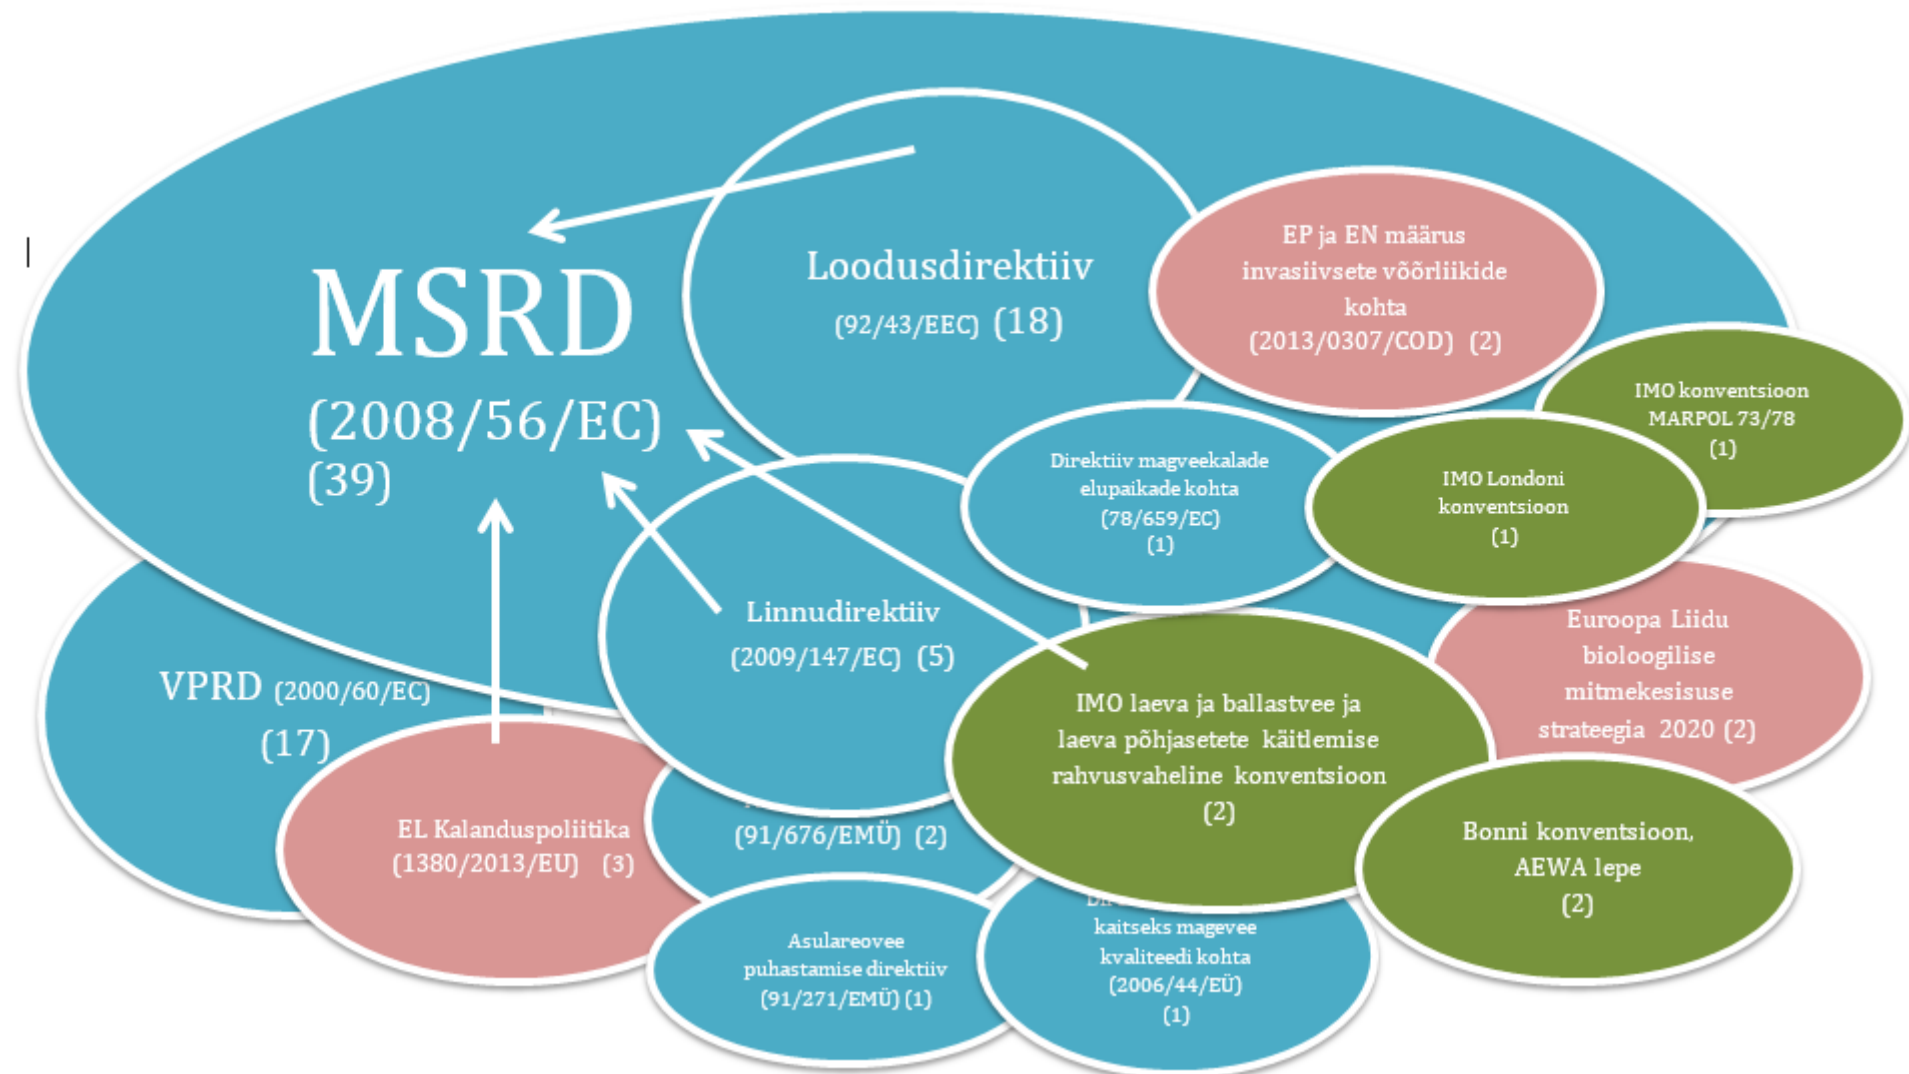 MSRD
(2008/56/EC)
(39)
Loodusdirektiiv
(92/43/EEC) (18)
EP ja EN määrus
invasiivsete võõrliikide
kohta
(2013/0307/COD) (2)
IMO konventsioon
MARPOL 73/78
(1)
Direktiiv magveekalade
elupaikade kohta
(78/659/EC)
(1)
IMO Londoni
konventsioon
(1)
Linnudirektiiv
(2009/147/EC) (5)
VPRD (2000/60/EC)
(17)
IMO laeva ja ballastvee ja
laeva põhjasetete käitlemise
rahvusvaheline konventsioon
(2)
Euroopa Liidu
bioloogilise
mitmekesisuse
strateegia 2020 (2)
EL Kalanduspoliitika
(1380/2013/EU) (3)
(91/676/EMÜ) (2)
Bonni konventsioon,
AEWA lepe
(2)
Asulareovee
puhastamise direktiiv
(91/271/EMÜ) (1)
kaitseks magevee
kvaliteedi kohta
(2006/44/EÜ)
(1)